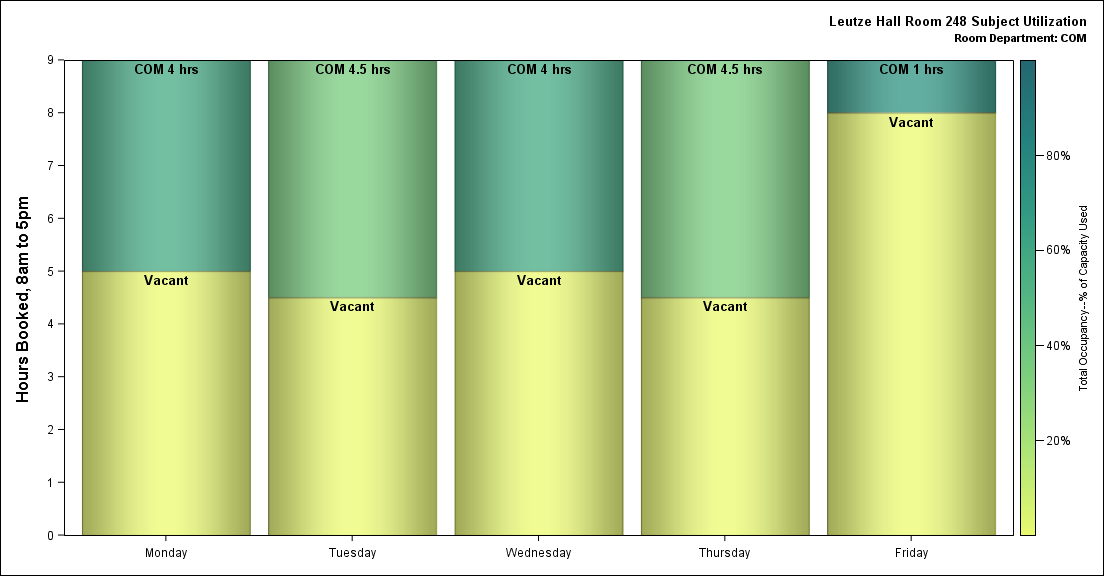 Leutze Hall Room 248 Subject Utilization
Room Department: COM
Hours Booked, 8am to 5pm
9
8
7
6
5
4
3
2
1
0
COM 4 hrs
Vacant
COM 4.5 hrs
Vacant
COM 4 hrs
Vacant
COM 4.5 hrs
Vacant
COM 1 hrs
Vacant
Monday
Tuesday
Wednesday
Thursday
Friday
80%
60%
40%
20%
Total Occupancy--% of Capacity Used